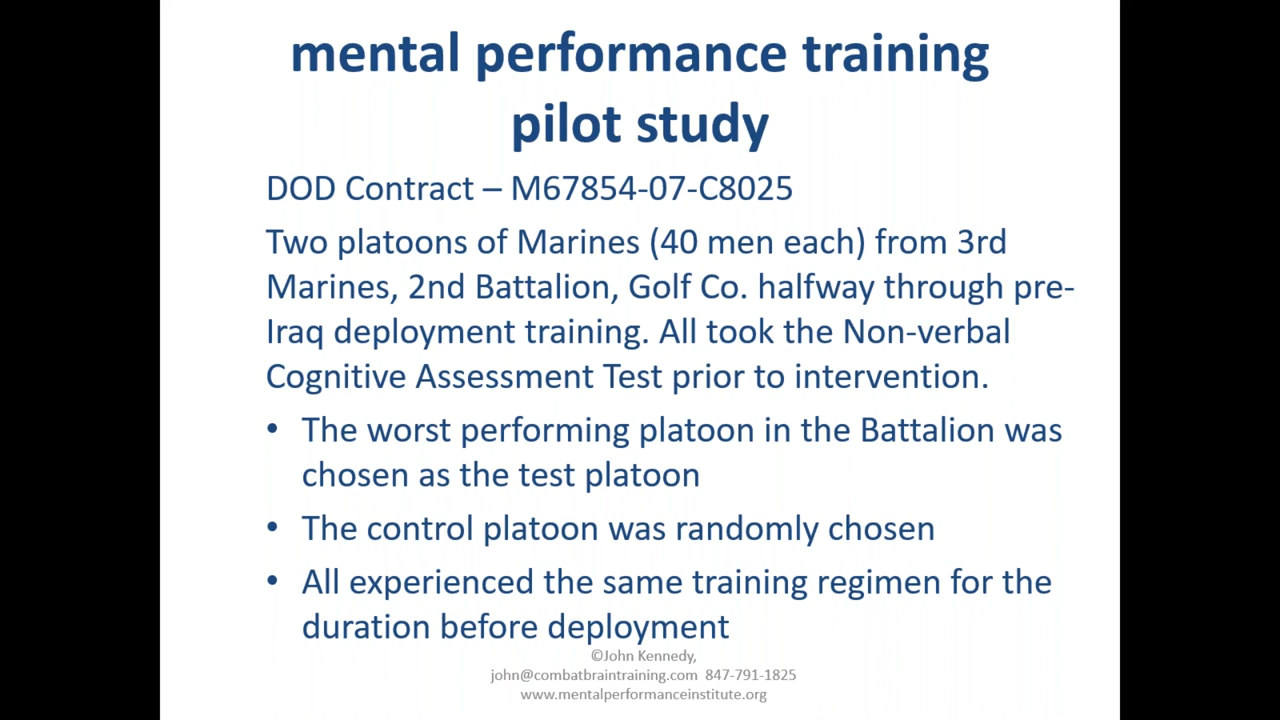 mental performance training
pilot study
DOD Contract – M67854-07-C8025
Two platoons of Marines (40 men each) from 3rd
Marines, 2nd Battalion, Golf Co. halfway through pre-
Iraq deployment training. All took the Non-verbal
Cognitive Assessment Test prior to intervention.
• The worst performing platoon in the Battalion was
chosen as the test platoon
• The control platoon was randomly chosen
• All experienced the same training regimen for the
duration before deployment
©John Kennedy,
john@combatbraintraining.com 847-791-1825
www.mentalperformanceinstitute.org